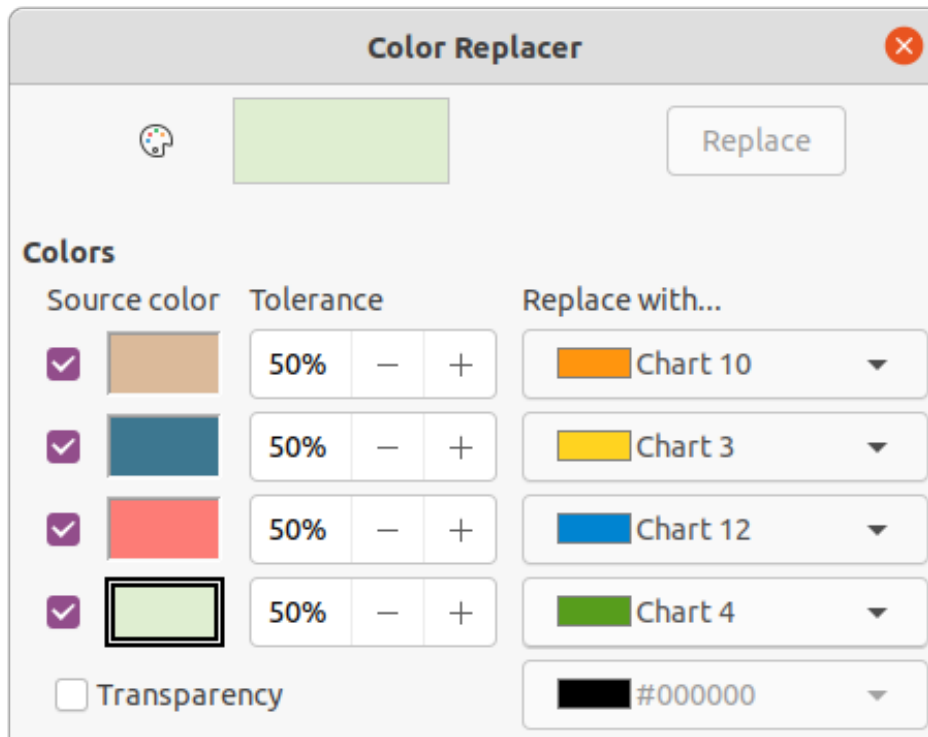 Color Replacer
Replace
Colors
Source color Tolerance Replace with...
50% − + Chart 10
50% − + Chart 3
50% − + Chart 12
50% − + Chart 4
Transparency #000000